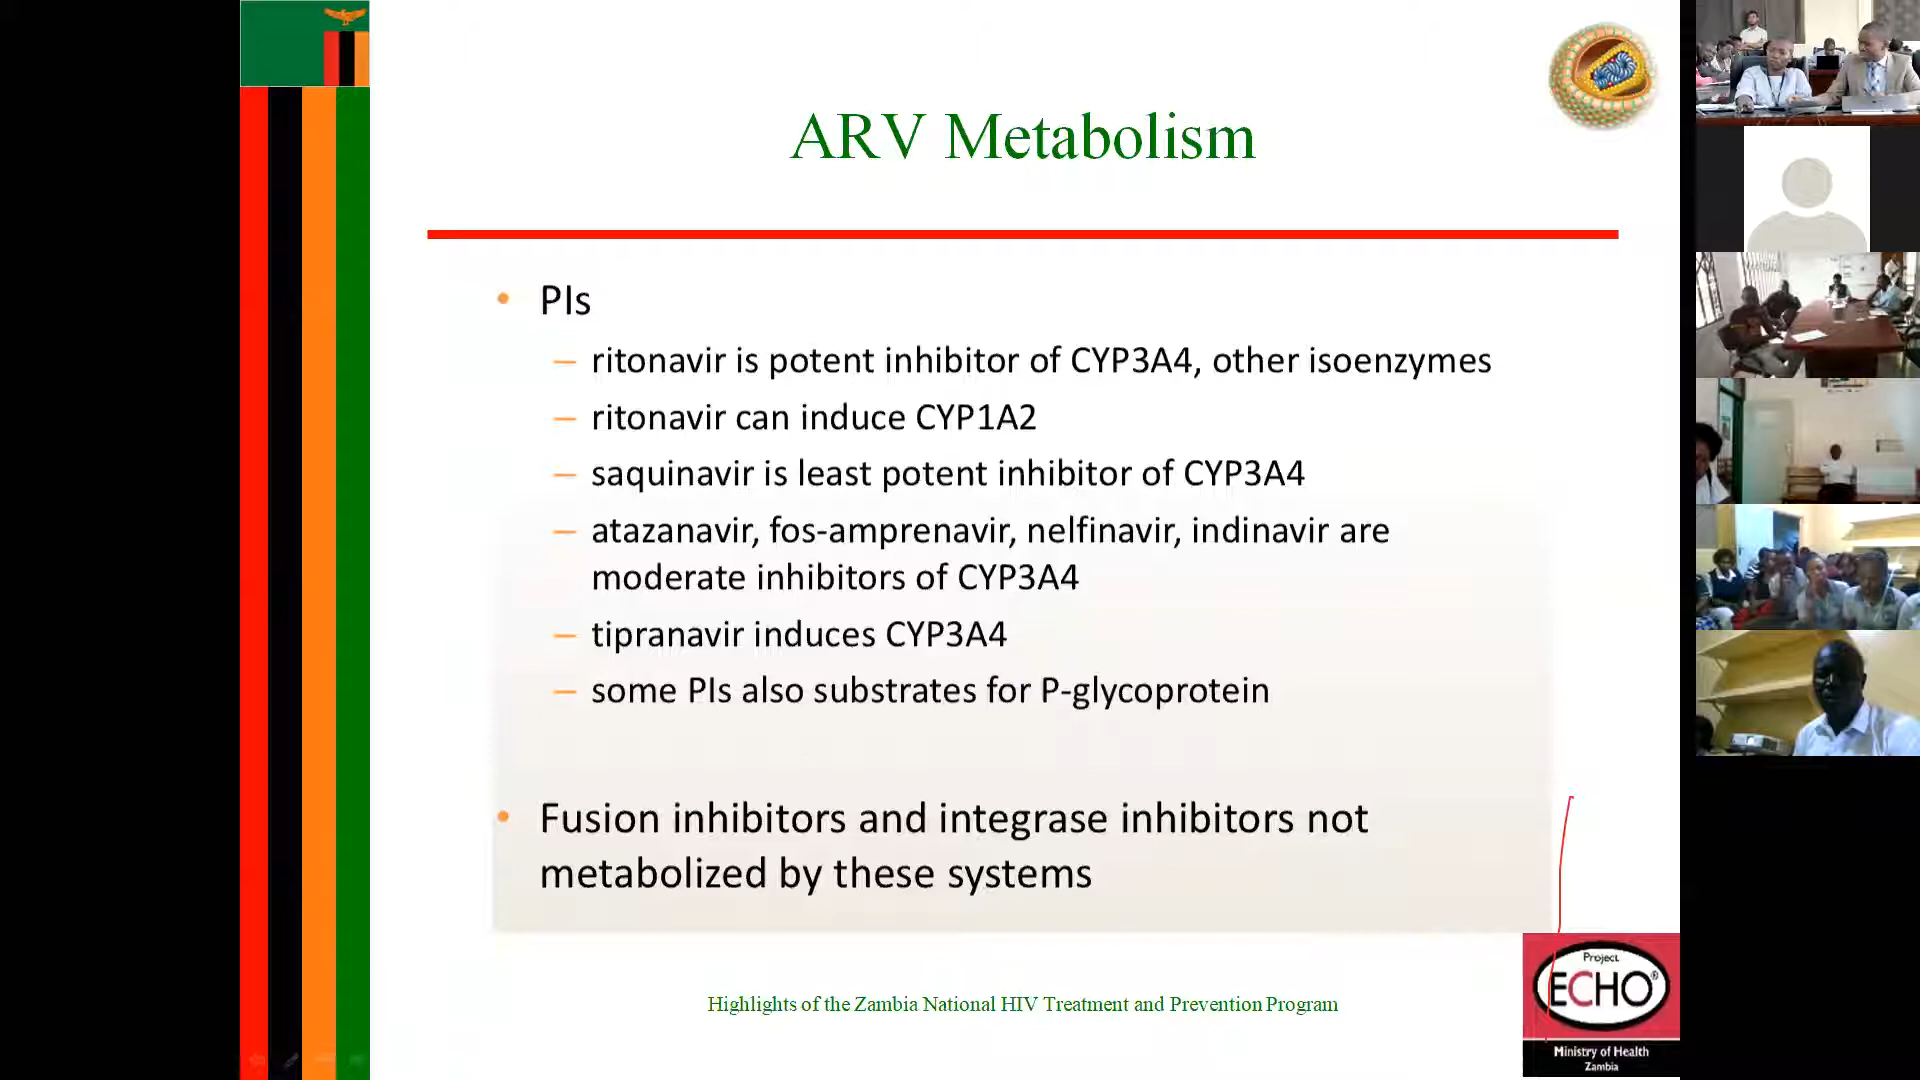 ARV Metabolism
• PIs
– ritonavir is potent inhibitor of CYP3A4, other isoenzymes
– ritonavir can induce CYP1A2
– saquinavir is least potent inhibitor of CYP3A4
– atazanavir, fos-amprenavir, nelfinavir, indinavir are
moderate inhibitors of CYP3A4
– tipranavir induces CYP3A4
– some PIs also substrates for P-glycoprotein
• Fusion inhibitors and integrase inhibitors not
metabolized by these systems
Highlights of the Zambia National HIV Treatment and Prevention Program
Project
ECHO®
Ministry of Health
Zambia